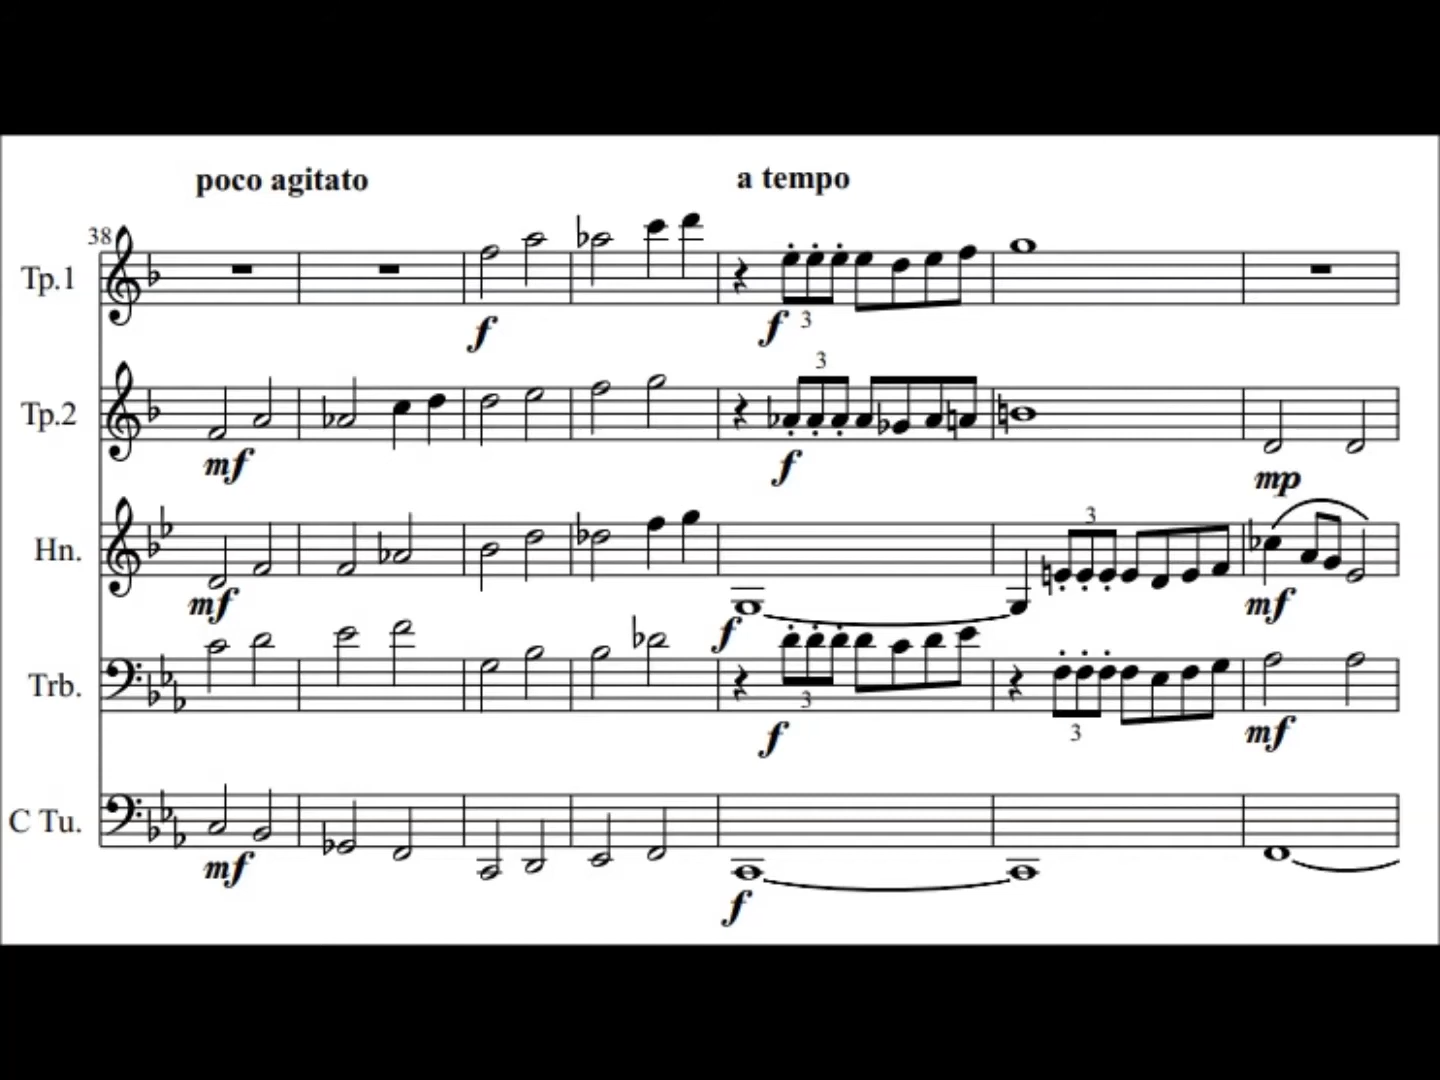 poco agitato a tempo
38
Tp.1
f f 3
3
Tp.2
mf f mp
3
Hn.
mf f mf
Trb.
3 3
f mf
C Tu.
mf
f